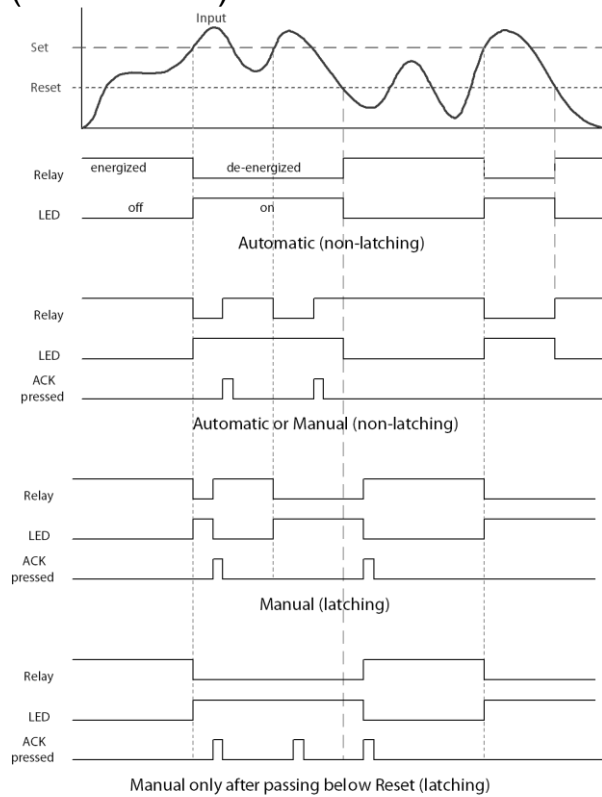 Input
Set
Reset
Relay energized de-energized
LED off on
Automatic (non-latching)
Relay
LED
ACK
pressed
Automatic or Manual (non-latching)
Relay
LED
ACK
pressed
Manual (latching)
Relay
LED
ACK
pressed
Manual only after passing below Reset (latching)